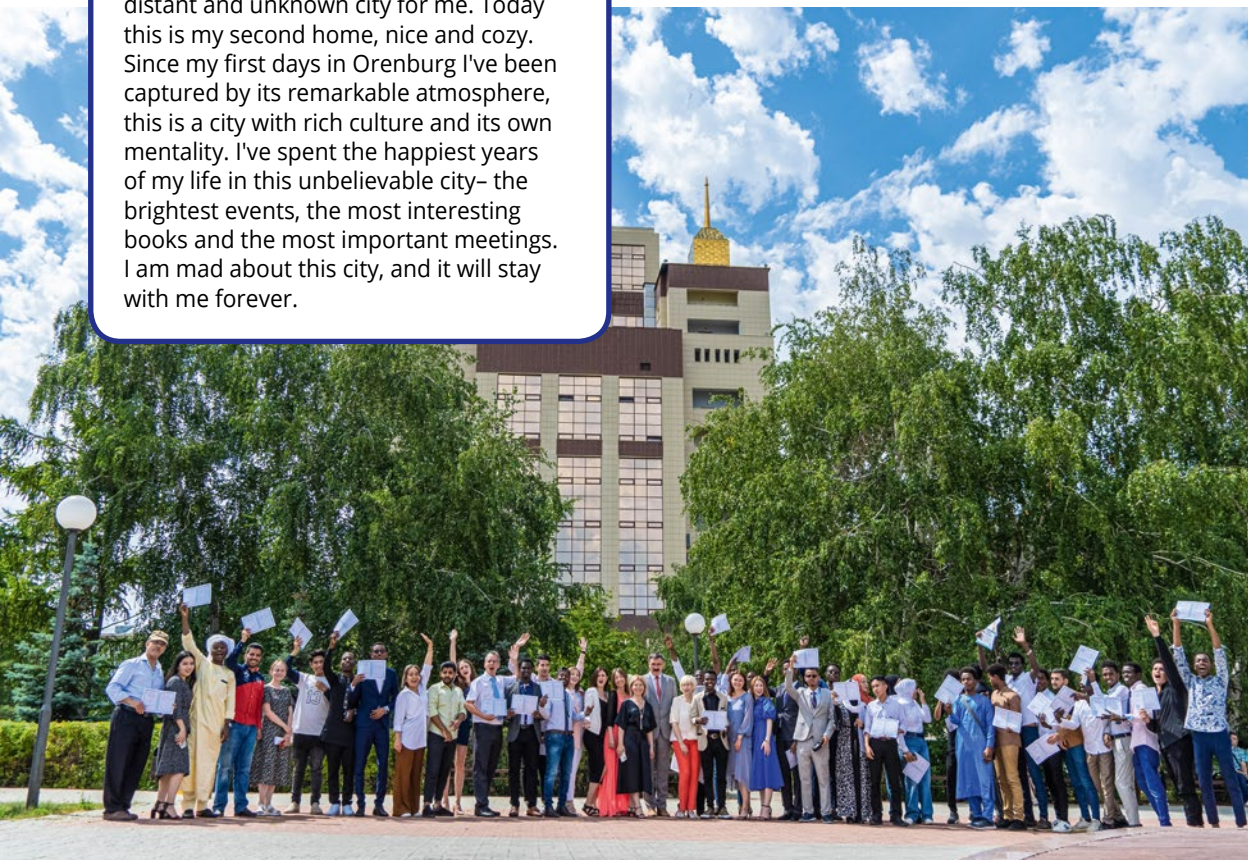 distant and unknown city for me. Today
this is my second home, nice and cozy.
Since my first days in Orenburg I've been
captured by its remarkable atmosphere,
this is a city with rich culture and its own
mentality. I've spent the happiest years
of my life in this unbelievable city– the
brightest events, the most interesting
books and the most important meetings.
I am mad about this city, and it will stay
with me forever.